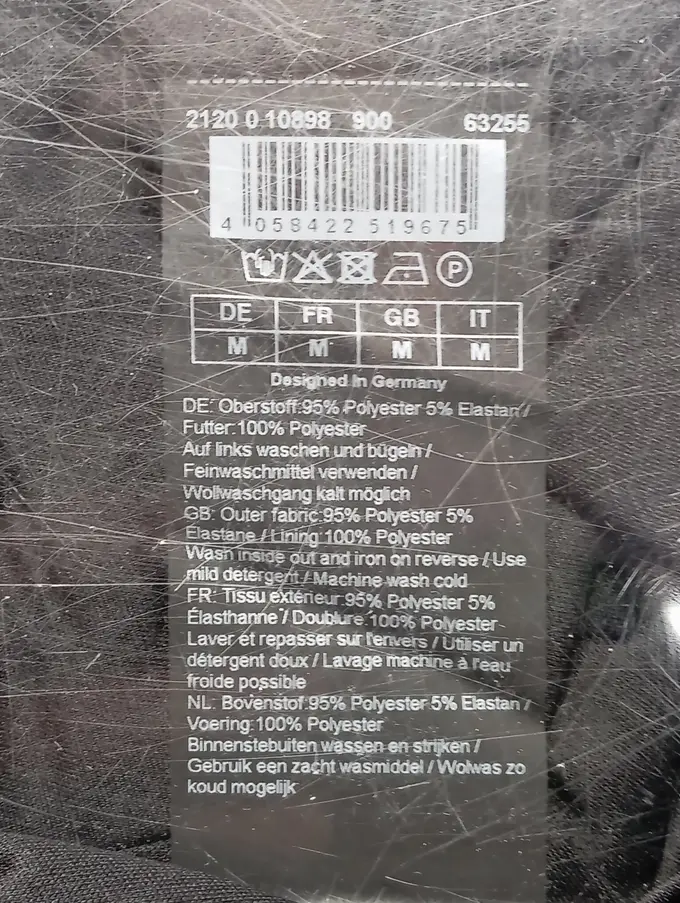 2120 0 10898 900 63255
4 058422 519675
P
DE FR GB IT
M M M M
Designed in Germany
DE: Oberstoff:95% Polyester 5% Elastan /
Futter:100% Polyester
Auf links waschen und bügeln /
Feinwaschmittel verwenden /
Wollwaschgang kalt möglich
GB: Outer fabric:95% Polyester 5%
Elastane / Lining:100% Polyester
Wash inside out and iron on reverse / Use
mild detergent / Machine wash cold
FR: Tissu extérieur:95% Polyester 5%
Élasthanne / Doublure:100% Polyester
Laver et repasser sur l'envers / Utiliser un
détergent doux / Lavage machine à l'eau
froide possible
NL: Bovenstof:95% Polyester 5% Elastan /
Voering:100% Polyester
Binnenstebuiten wassen en strijken /
Gebruik een zacht wasmiddel / Wolwas zo
koud mogelijk